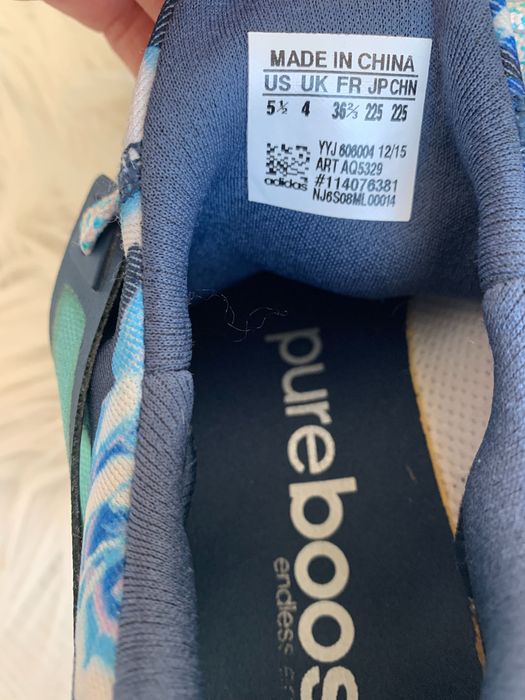 MADE IN CHINA
US UK FR JP CHN
5½ 4 36⅔ 225 225
YYJ 606004 12/15
ART AQ5329
adidas #114076381
NJ6S08ML00014
pureboos
endless